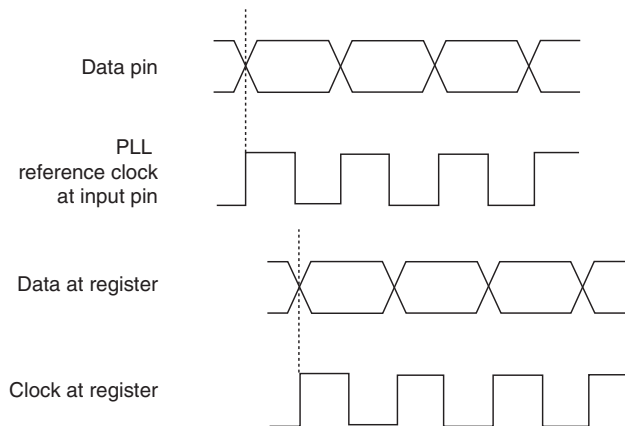 Data pin
PLL
reference clock
at input pin
Data at register
Clock at register